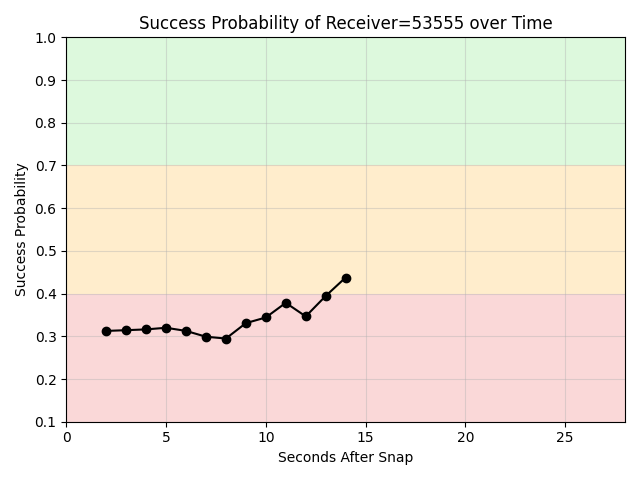 Success Probability of Receiver=53555 over Time
1.0
0.9
0.8
0.7
0.6
0.5
0.4
0.3
0.2
0.1
Success Probability
0 5 10 15 20 25
Seconds After Snap